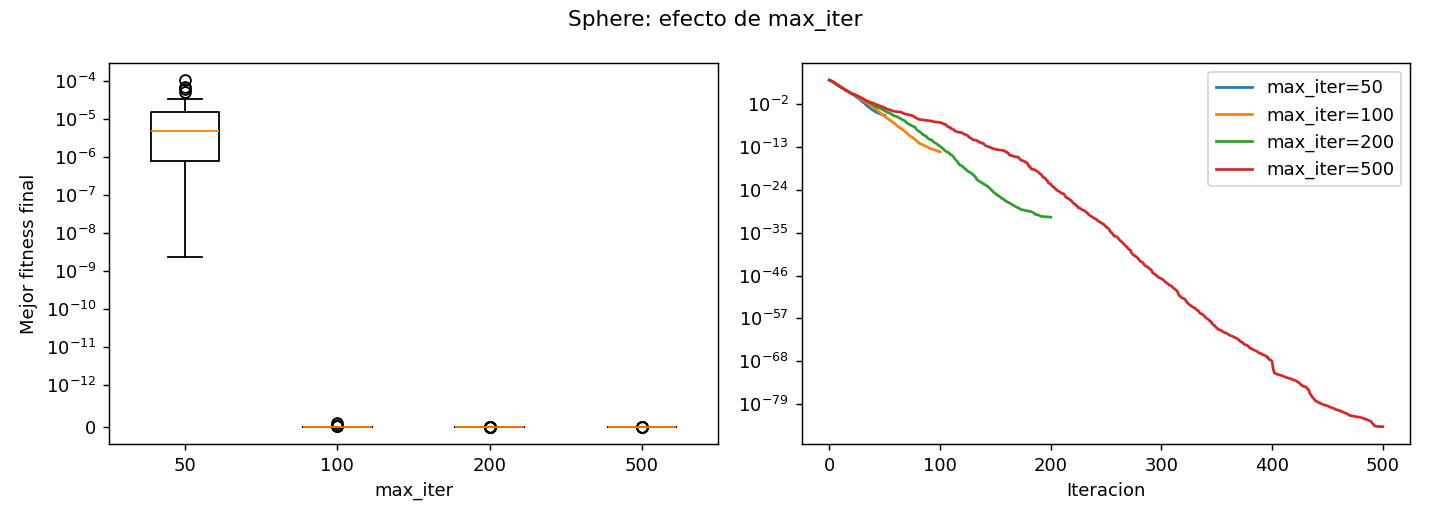 Sphere: efecto de max_iter
Mejor fitness final
10⁻⁴
10⁻⁵
10⁻⁶
10⁻⁷
10⁻⁸
10⁻⁹
10⁻¹⁰
10⁻¹¹
10⁻¹²
0
50 100 200 500
max_iter
10⁻²
10⁻¹³
10⁻²⁴
10⁻³⁵
10⁻⁴⁶
10⁻⁵⁷
10⁻⁶⁸
10⁻⁷⁹
max_iter=50
max_iter=100
max_iter=200
max_iter=500
0 100 200 300 400 500
Iteracion